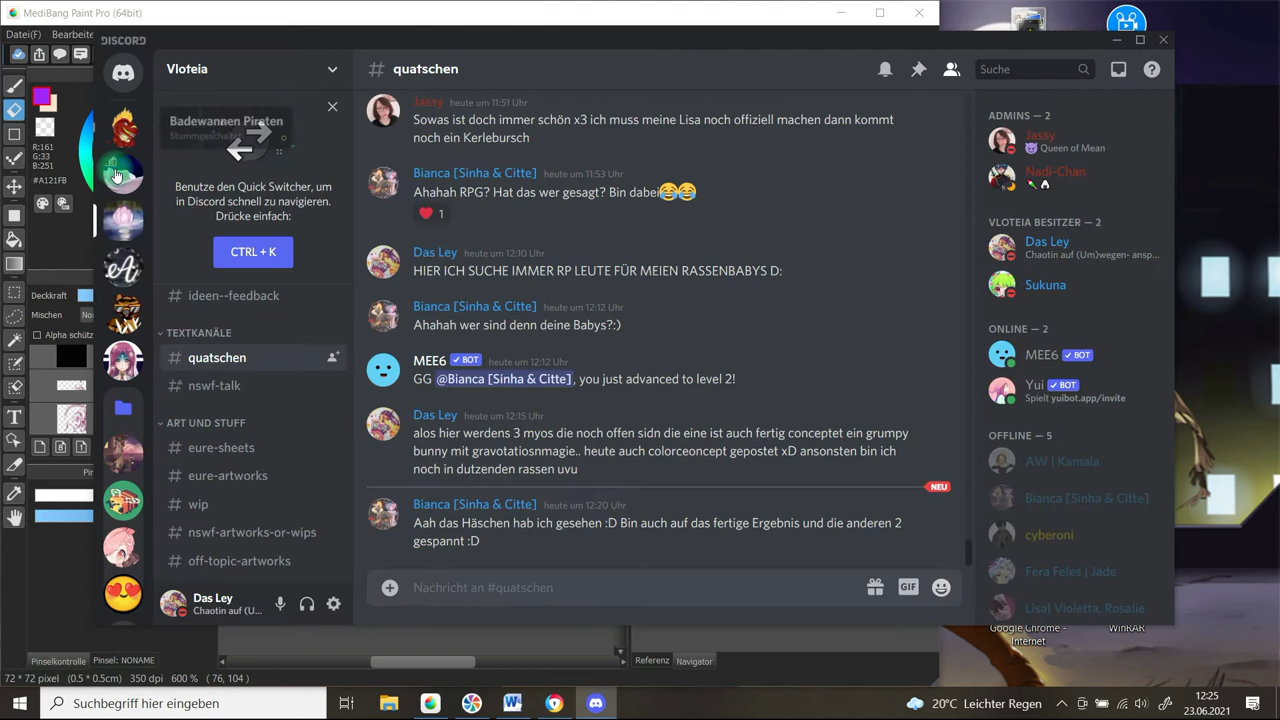 MediBang Paint Pro (64bit)
Datei(F) Bearbeite
DISCORD
Vloteia
# quatschen
Suche
Badewannen Piraten
Stummgeschalte
Benutze den Quick Switcher, um
in Discord schnell zu navigieren.
Drücke einfach:
CTRL + K
# ideen--feedback
TEXTKANÄLE
# quatschen
# nswf-talk
ART UND STUFF
# eure-sheets
# eure-artworks
# wip
# nswf-artworks-or-wips
# off-topic-artworks
Das Ley
Chaotin auf (U...
R:161
G:33
B:251
#A121FB
Deckkraft
Mischen No
Alpha schütz
Pin
Jassy heute um 11:51 Uhr
Sowas ist doch immer schön x3 ich muss meine Lisa noch offiziell machen dann kommt
noch ein Kerlebursch
Bianca [Sinha & Citte] heute um 11:53 Uhr
Ahahah RPG? Hat das wer gesagt? Bin dabei😂😂
❤️ 1
Das Ley heute um 12:10 Uhr
HIER ICH SUCHE IMMER RP LEUTE FÜR MEIEN RASSENBABYS D:
Bianca [Sinha & Citte] heute um 12:12 Uhr
Ahahah wer sind denn deine Babys?:)
MEE6 ✓ BOT heute um 12:12 Uhr
GG @Bianca [Sinha & Citte], you just advanced to level 2!
Das Ley heute um 12:15 Uhr
alos hier werdens 3 myos die noch offen sidn die eine ist auch fertig conceptet ein grumpy
bunny mit gravotatiosnmagie.. heute auch colorceoncept gepostet xD ansonsten bin ich
noch in dutzenden rassen uvu
NEU
Bianca [Sinha & Citte] heute um 12:20 Uhr
Aah das Häschen hab ich gesehen :D Bin auch auf das fertige Ergebnis und die anderen 2
gespannt :D
Nachricht an #quatschen
GIF
ADMINS — 2
Jassy
😈 Queen of Mean
Nadi-Chan
VLOTEIA BESITZER — 2
Das Ley
Chaotin auf (Um)wegen- ansp...
Sukuna
ONLINE — 2
MEE6 ✓ BOT
Yui ✓ BOT
Spielt yuibot.app/invite
OFFLINE — 5
AW | Kamala
Bianca [Sinha & Citte]
cyberoni
Fera Feles | Jade
Lisa| Violetta, Rosalie
Google Chrome -
Internet
WinRAR
Pinselkontrolle Pinsel: NONAME
Referenz Navigator
72 * 72 pixel (0.5 * 0.5cm) 350 dpi 600 % ( 76, 104 )
Suchbegriff hier eingeben
20°C Leichter Regen
12:25
23.06.2021